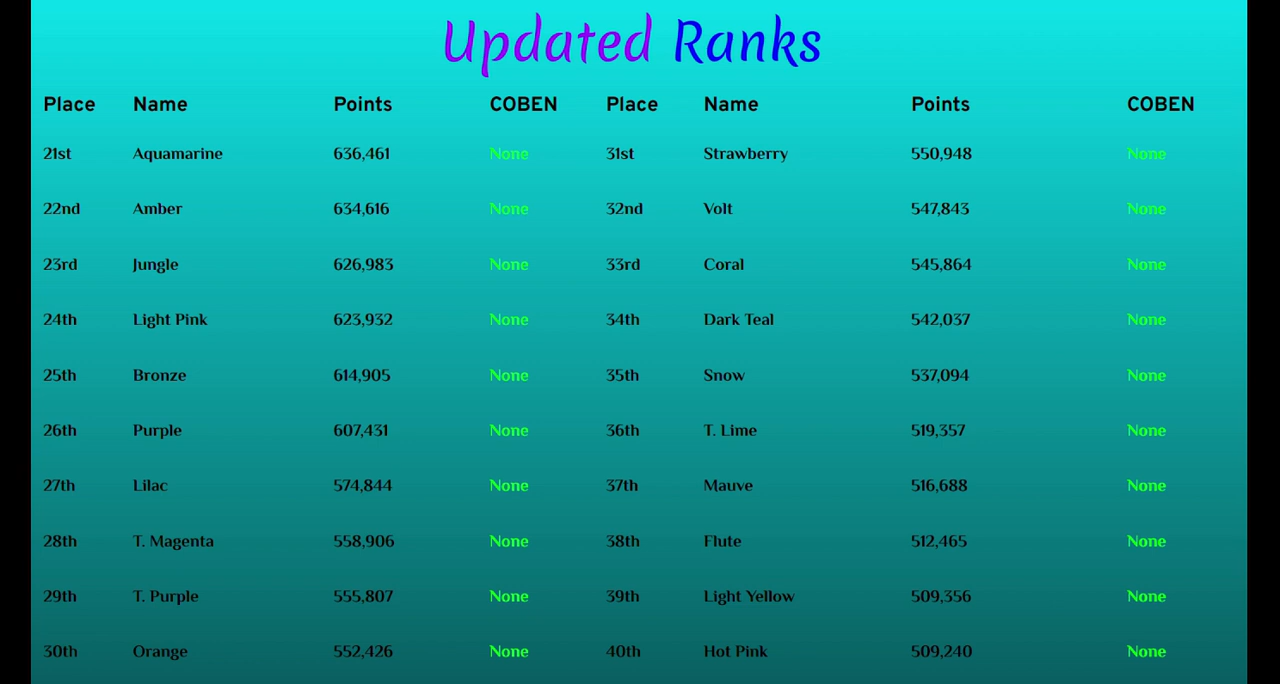 Updated Ranks
Place Name Points COBEN Place Name Points COBEN
21st Aquamarine 636,461 None 31st Strawberry 550,948 None
22nd Amber 634,616 None 32nd Volt 547,843 None
23rd Jungle 626,983 None 33rd Coral 545,864 None
24th Light Pink 623,932 None 34th Dark Teal 542,037 None
25th Bronze 614,905 None 35th Snow 537,094 None
26th Purple 607,431 None 36th T. Lime 519,357 None
27th Lilac 574,844 None 37th Mauve 516,688 None
28th T. Magenta 558,906 None 38th Flute 512,465 None
29th T. Purple 555,807 None 39th Light Yellow 509,356 None
30th Orange 552,426 None 40th Hot Pink 509,240 None